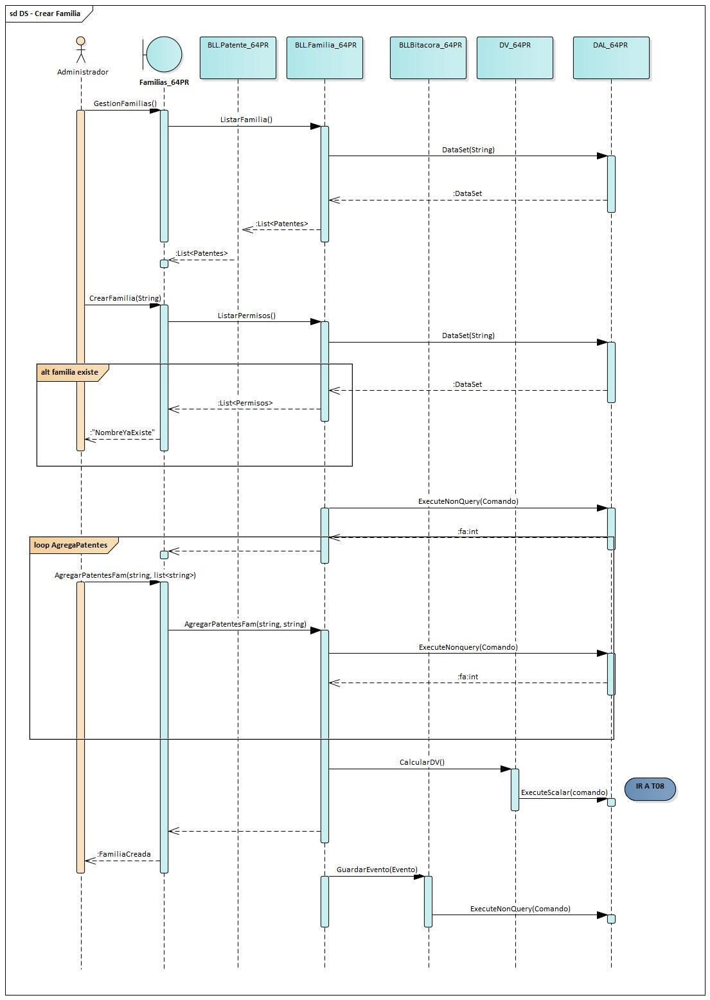 sd DS - Crear Familia
Administrador
Familias_64PR
BLL.Patente_64PR
BLL.Familia_64PR
BLLBitacora_64PR
DV_64PR
DAL_64PR
GestionFamilias()
ListarFamilia()
DataSet(String)
:DataSet
:List<Patentes>
:List<Patentes>
CrearFamilia(String)
ListarPermisos()
DataSet(String)
alt familia existe
:DataSet
:List<Permisos>
:"NombreYaExiste"
ExecuteNonQuery(Comando)
:fa:int
loop AgregaPatentes
AgregarPatentesFam(string, list<string>)
AgregarPatentesFam(string, string)
ExecuteNonquery(Comando)
:fa:int
CalcularDV()
IR A T08
ExecuteScalar(comando)
:FamiliaCreada
GuardarEvento(Evento)
ExecuteNonQuery(Comando)